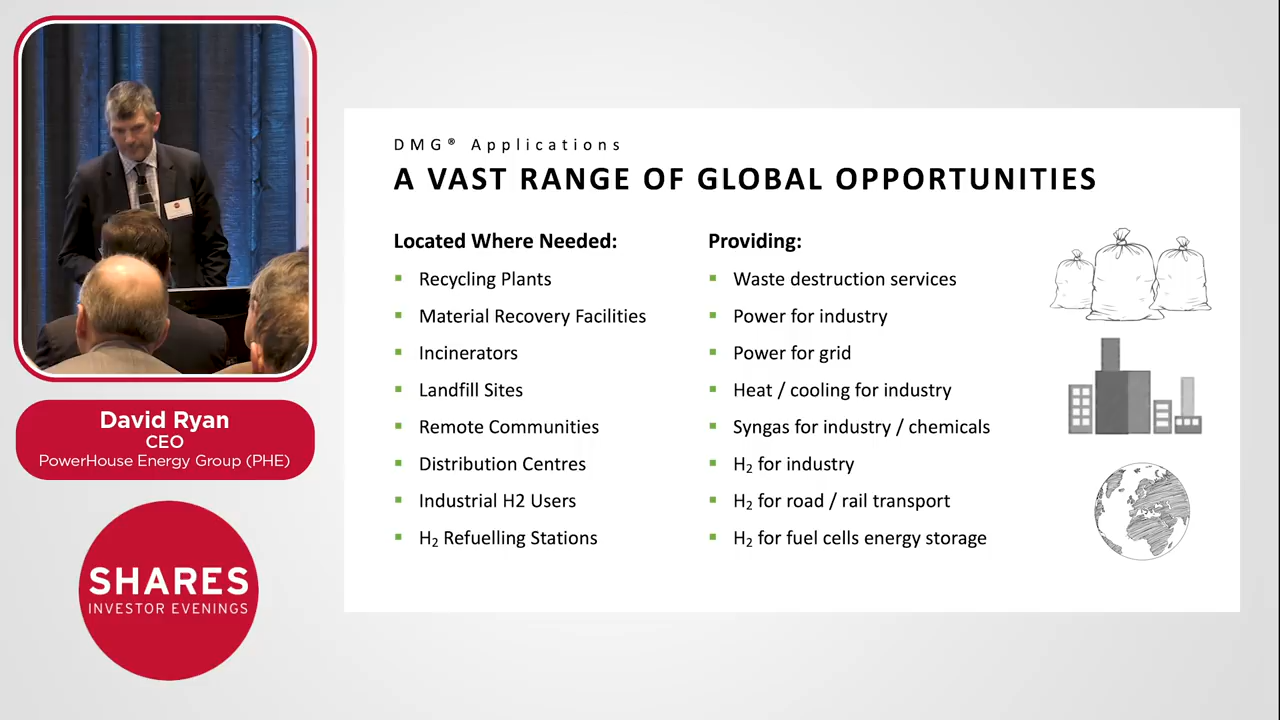 David Ryan
CEO
PowerHouse Energy Group (PHE)
SHARES
INVESTOR EVENINGS
DMG® Applications
A VAST RANGE OF GLOBAL OPPORTUNITIES
Located Where Needed:
Recycling Plants
Material Recovery Facilities
Incinerators
Landfill Sites
Remote Communities
Distribution Centres
Industrial H2 Users
H₂ Refuelling Stations
Providing:
Waste destruction services
Power for industry
Power for grid
Heat / cooling for industry
Syngas for industry / chemicals
H₂ for industry
H₂ for road / rail transport
H₂ for fuel cells energy storage